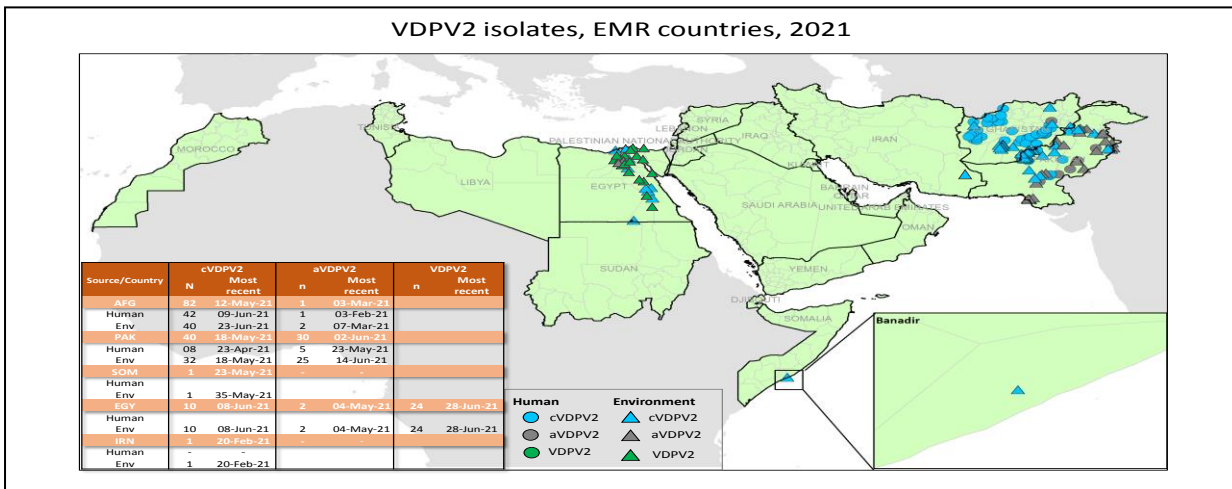 VDPV2 isolates, EMR countries, 2021
TUNISI
MOROCCO
LEBANON
SYRIA
PALESTINIAN NATIONAL AUTHORITY
IRAQ
IRAN
AFGHANISTAN
KUWAIT
LIBYA
EGYPT
BAHRAIN
QATAR
SAUDI ARABIA
UNITED ARAB EMIRATES
OMAN
SUDAN
YEMEN
DJIBOUTI
SOMALIA
Source/Country cVDPV2 aVDPV2 VDPV2
N Most recent n Most recent n Most recent
AFG 82 12-May-21 1 03-Mar-21
Human 42 09-Jun-21 1 03-Feb-21
Env 40 23-Jun-21 2 07-Mar-21
PAK 40 18-May-21 30 02-Jun-21
Human 08 23-Apr-21 5 23-May-21
Env 32 18-May-21 25 14-Jun-21
SOM 1 23-May-21 - -
Human
Env 1 35-May-21
EGY 10 08-Jun-21 2 04-May-21 24 28-Jun-21
Human
Env 10 08-Jun-21 2 04-May-21 24 28-Jun-21
IRN 1 20-Feb-21 - -
Human - -
Env 1 20-Feb-21
Human Environment
cVDPV2 cVDPV2
aVDPV2 aVDPV2
VDPV2 VDPV2
Banadir